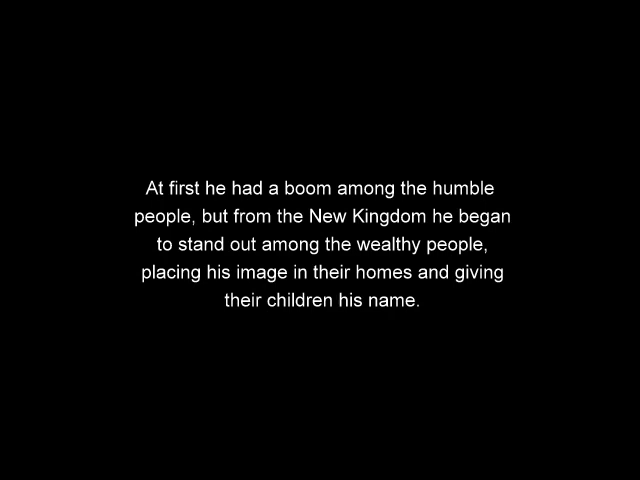 At first he had a boom among the humble
people, but from the New Kingdom he began
to stand out among the wealthy people,
placing his image in their homes and giving
their children his name.